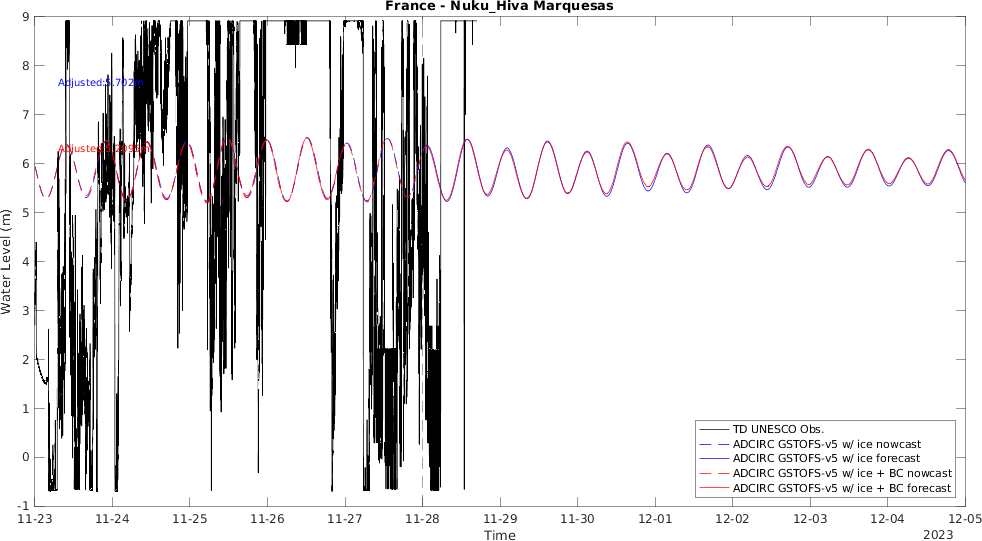 France - Nuku_Hiva Marquesas
9
8
7
6
5
4
3
2
1
0
-1
Water Level (m)
Adjusted:
Adjusted:
11-23
11-24
11-25
11-26
11-27
11-28
11-29
11-30
12-01
12-02
12-03
12-04
12-05
Time
2023
TD UNESCO Obs.
ADCIRC GSTOFS-v5 w/ ice nowcast
ADCIRC GSTOFS-v5 w/ ice forecast
ADCIRC GSTOFS-v5 w/ ice + BC nowcast
ADCIRC GSTOFS-v5 w/ ice + BC forecast